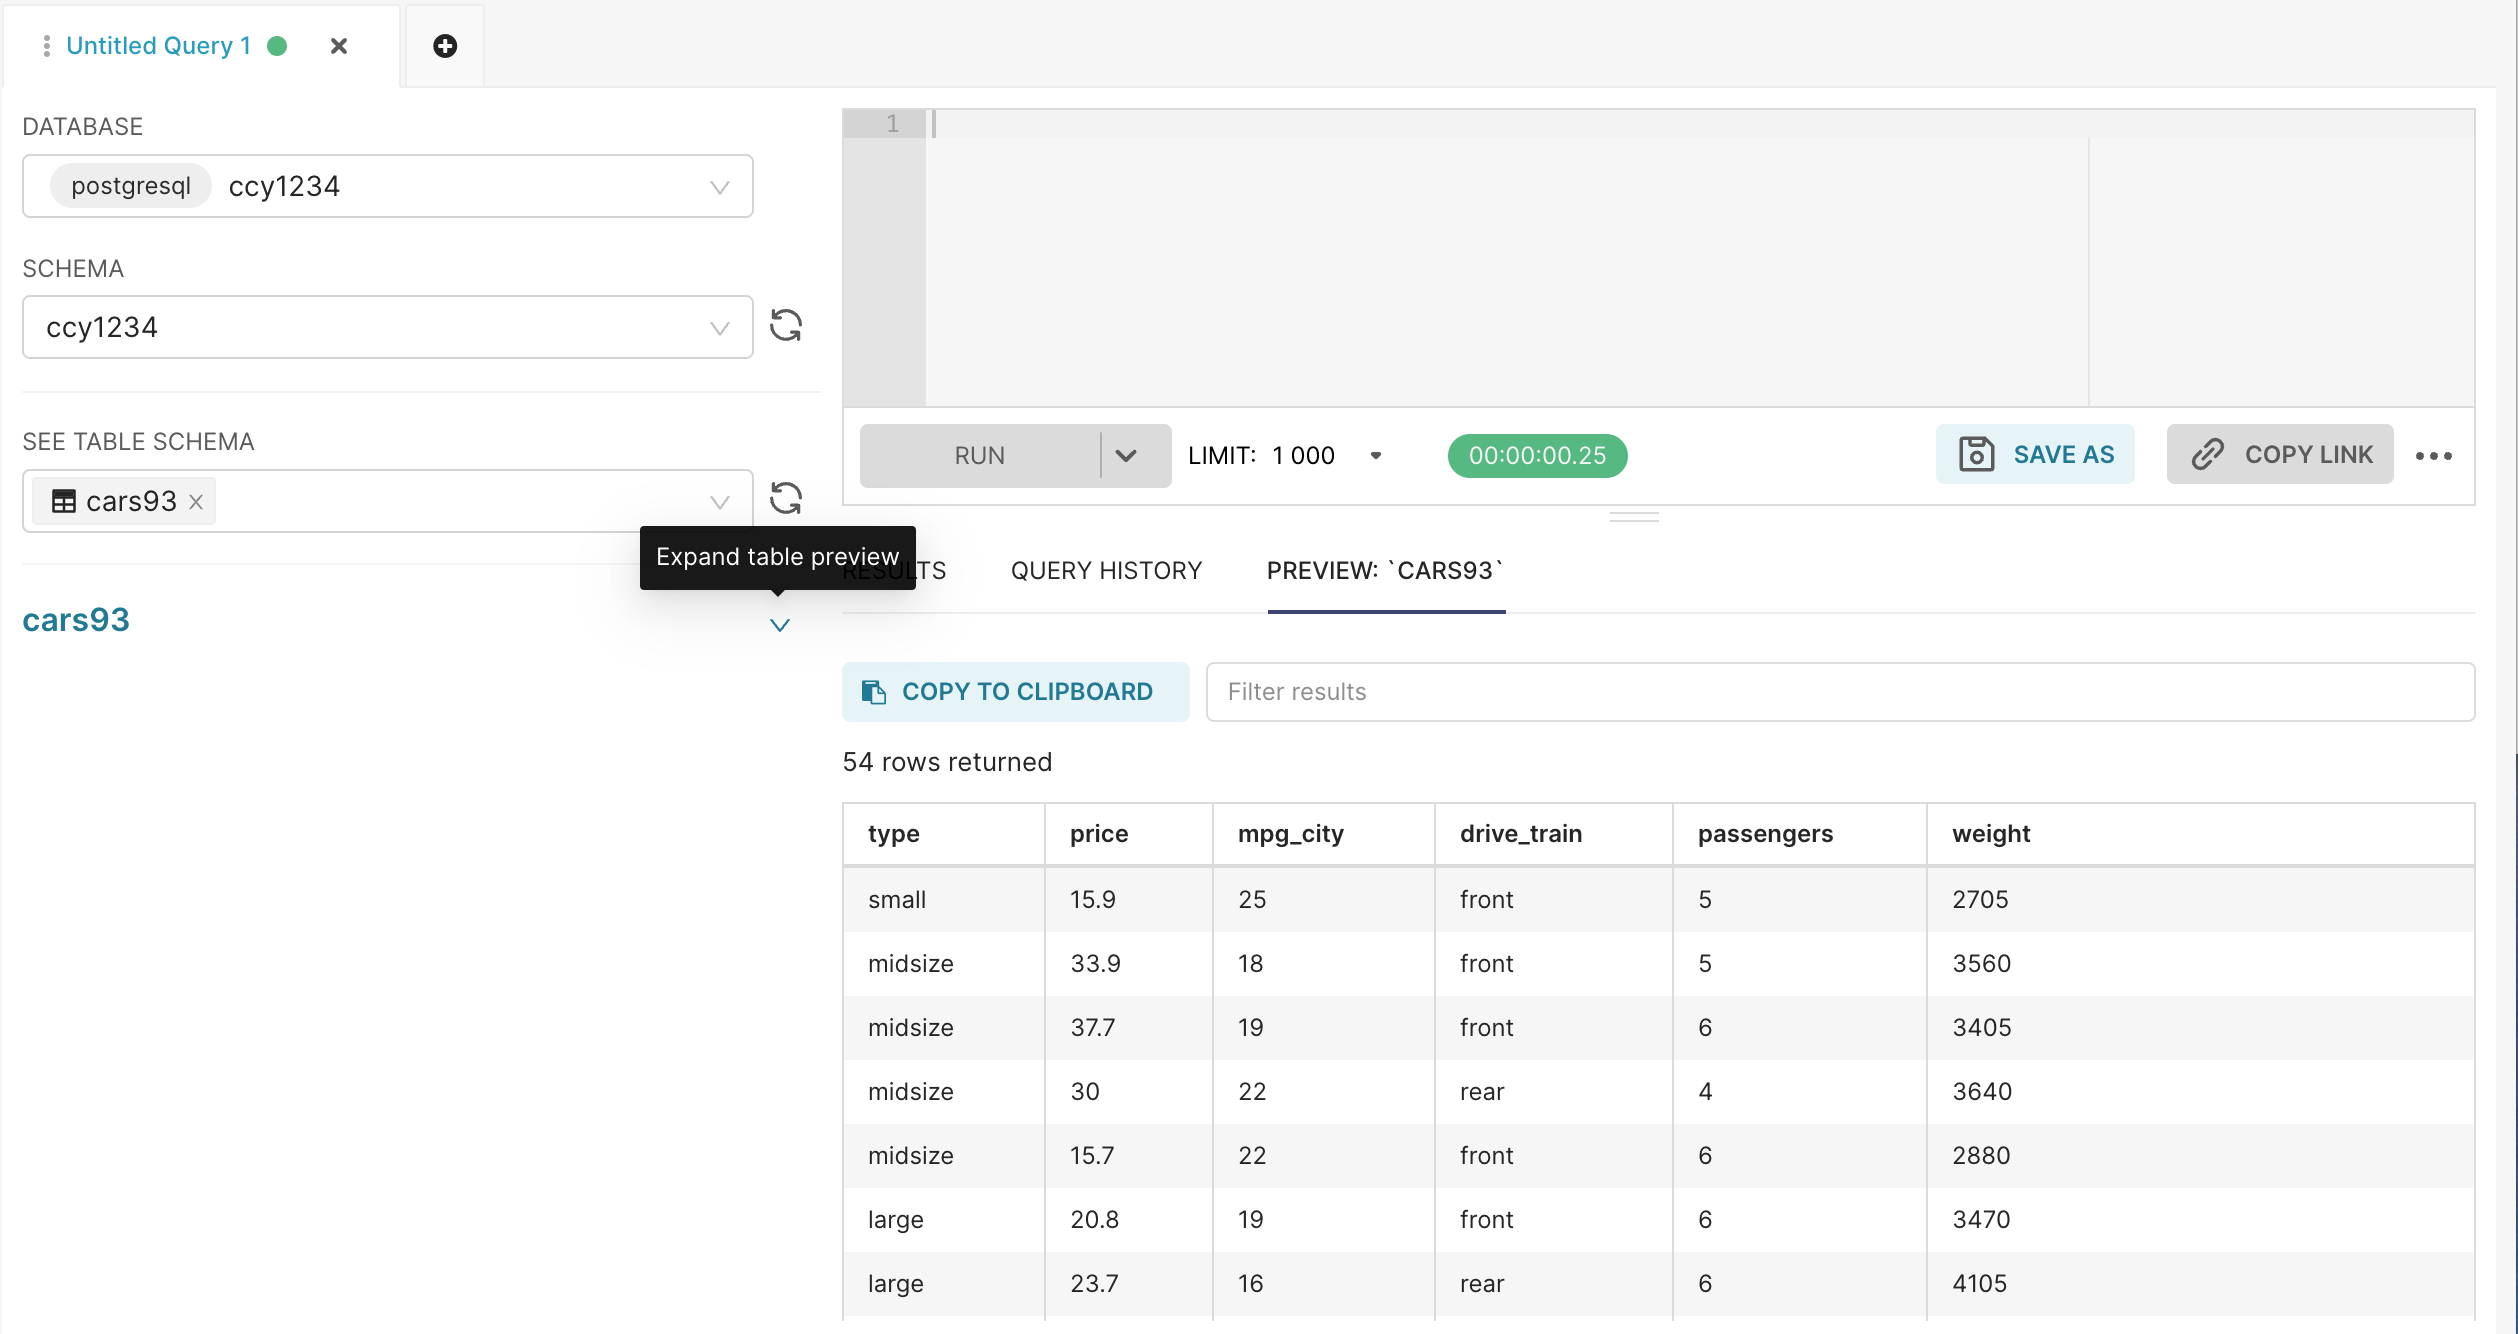 Untitled Query 1
DATABASE
postgresql ccy1234
SCHEMA
ccy1234
SEE TABLE SCHEMA
cars93
Expand table preview
cars93
1
RUN LIMIT: 1 000 00:00:00.25 SAVE AS COPY LINK
RESULTS QUERY HISTORY PREVIEW: `CARS93`
COPY TO CLIPBOARD Filter results
54 rows returned
type price mpg_city drive_train passengers weight
small 15.9 25 front 5 2705
midsize 33.9 18 front 5 3560
midsize 37.7 19 front 6 3405
midsize 30 22 rear 4 3640
midsize 15.7 22 front 6 2880
large 20.8 19 front 6 3470
large 23.7 16 rear 6 4105